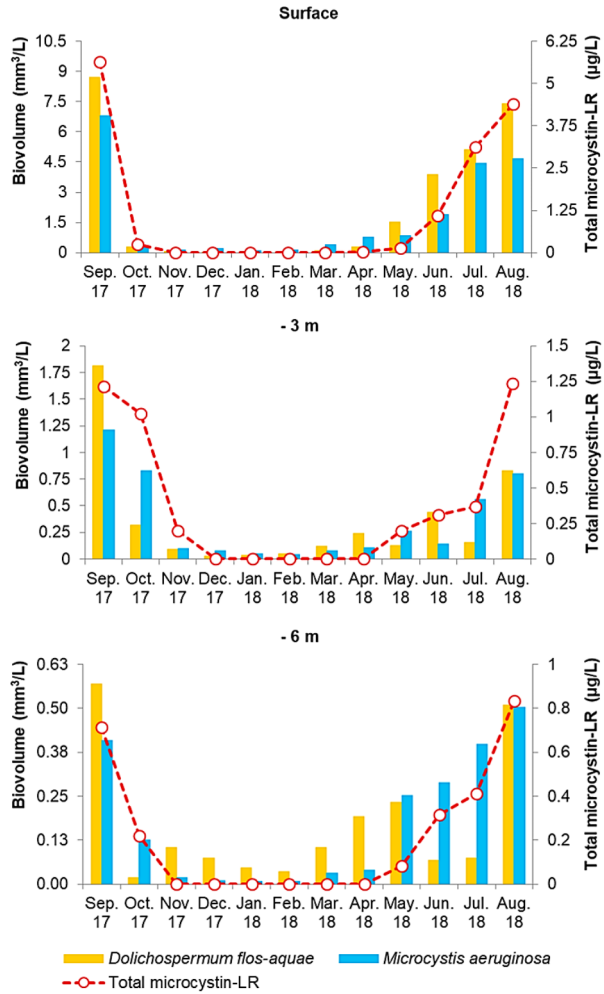 Surface
Biovolume (mm³/L)
Total microcystin-LR (µg/L)
10.5
9
7.5
6
4.5
3
1.5
0
6.25
5
3.75
2.5
1.25
0
Sep. Oct. Nov. Dec. Jan. Feb. Mar. Apr. May. Jun. Jul. Aug.
17 17 17 17 18 18 18 18 18 18 18 18
- 3 m
Biovolume (mm³/L)
Total microcystin-LR (µg/L)
2
1.75
1.5
1.25
1
0.75
0.5
0.25
0
1.5
1.25
1
0.75
0.5
0.25
0
Sep. Oct. Nov. Dec. Jan. Feb. Mar. Apr. May. Jun. Jul. Aug.
17 17 17 17 18 18 18 18 18 18 18 18
- 6 m
Biovolume (mm³/L)
Total microcystin-LR (µg/L)
0.63
0.50
0.38
0.25
0.13
0.00
1
0.8
0.6
0.4
0.2
0
Sep. Oct. Nov. Dec. Jan. Feb. Mar. Apr. May. Jun. Jul. Aug.
17 17 17 17 18 18 18 18 18 18 18 18
Dolichospermum flos-aquae Microcystis aeruginosa
Total microcystin-LR